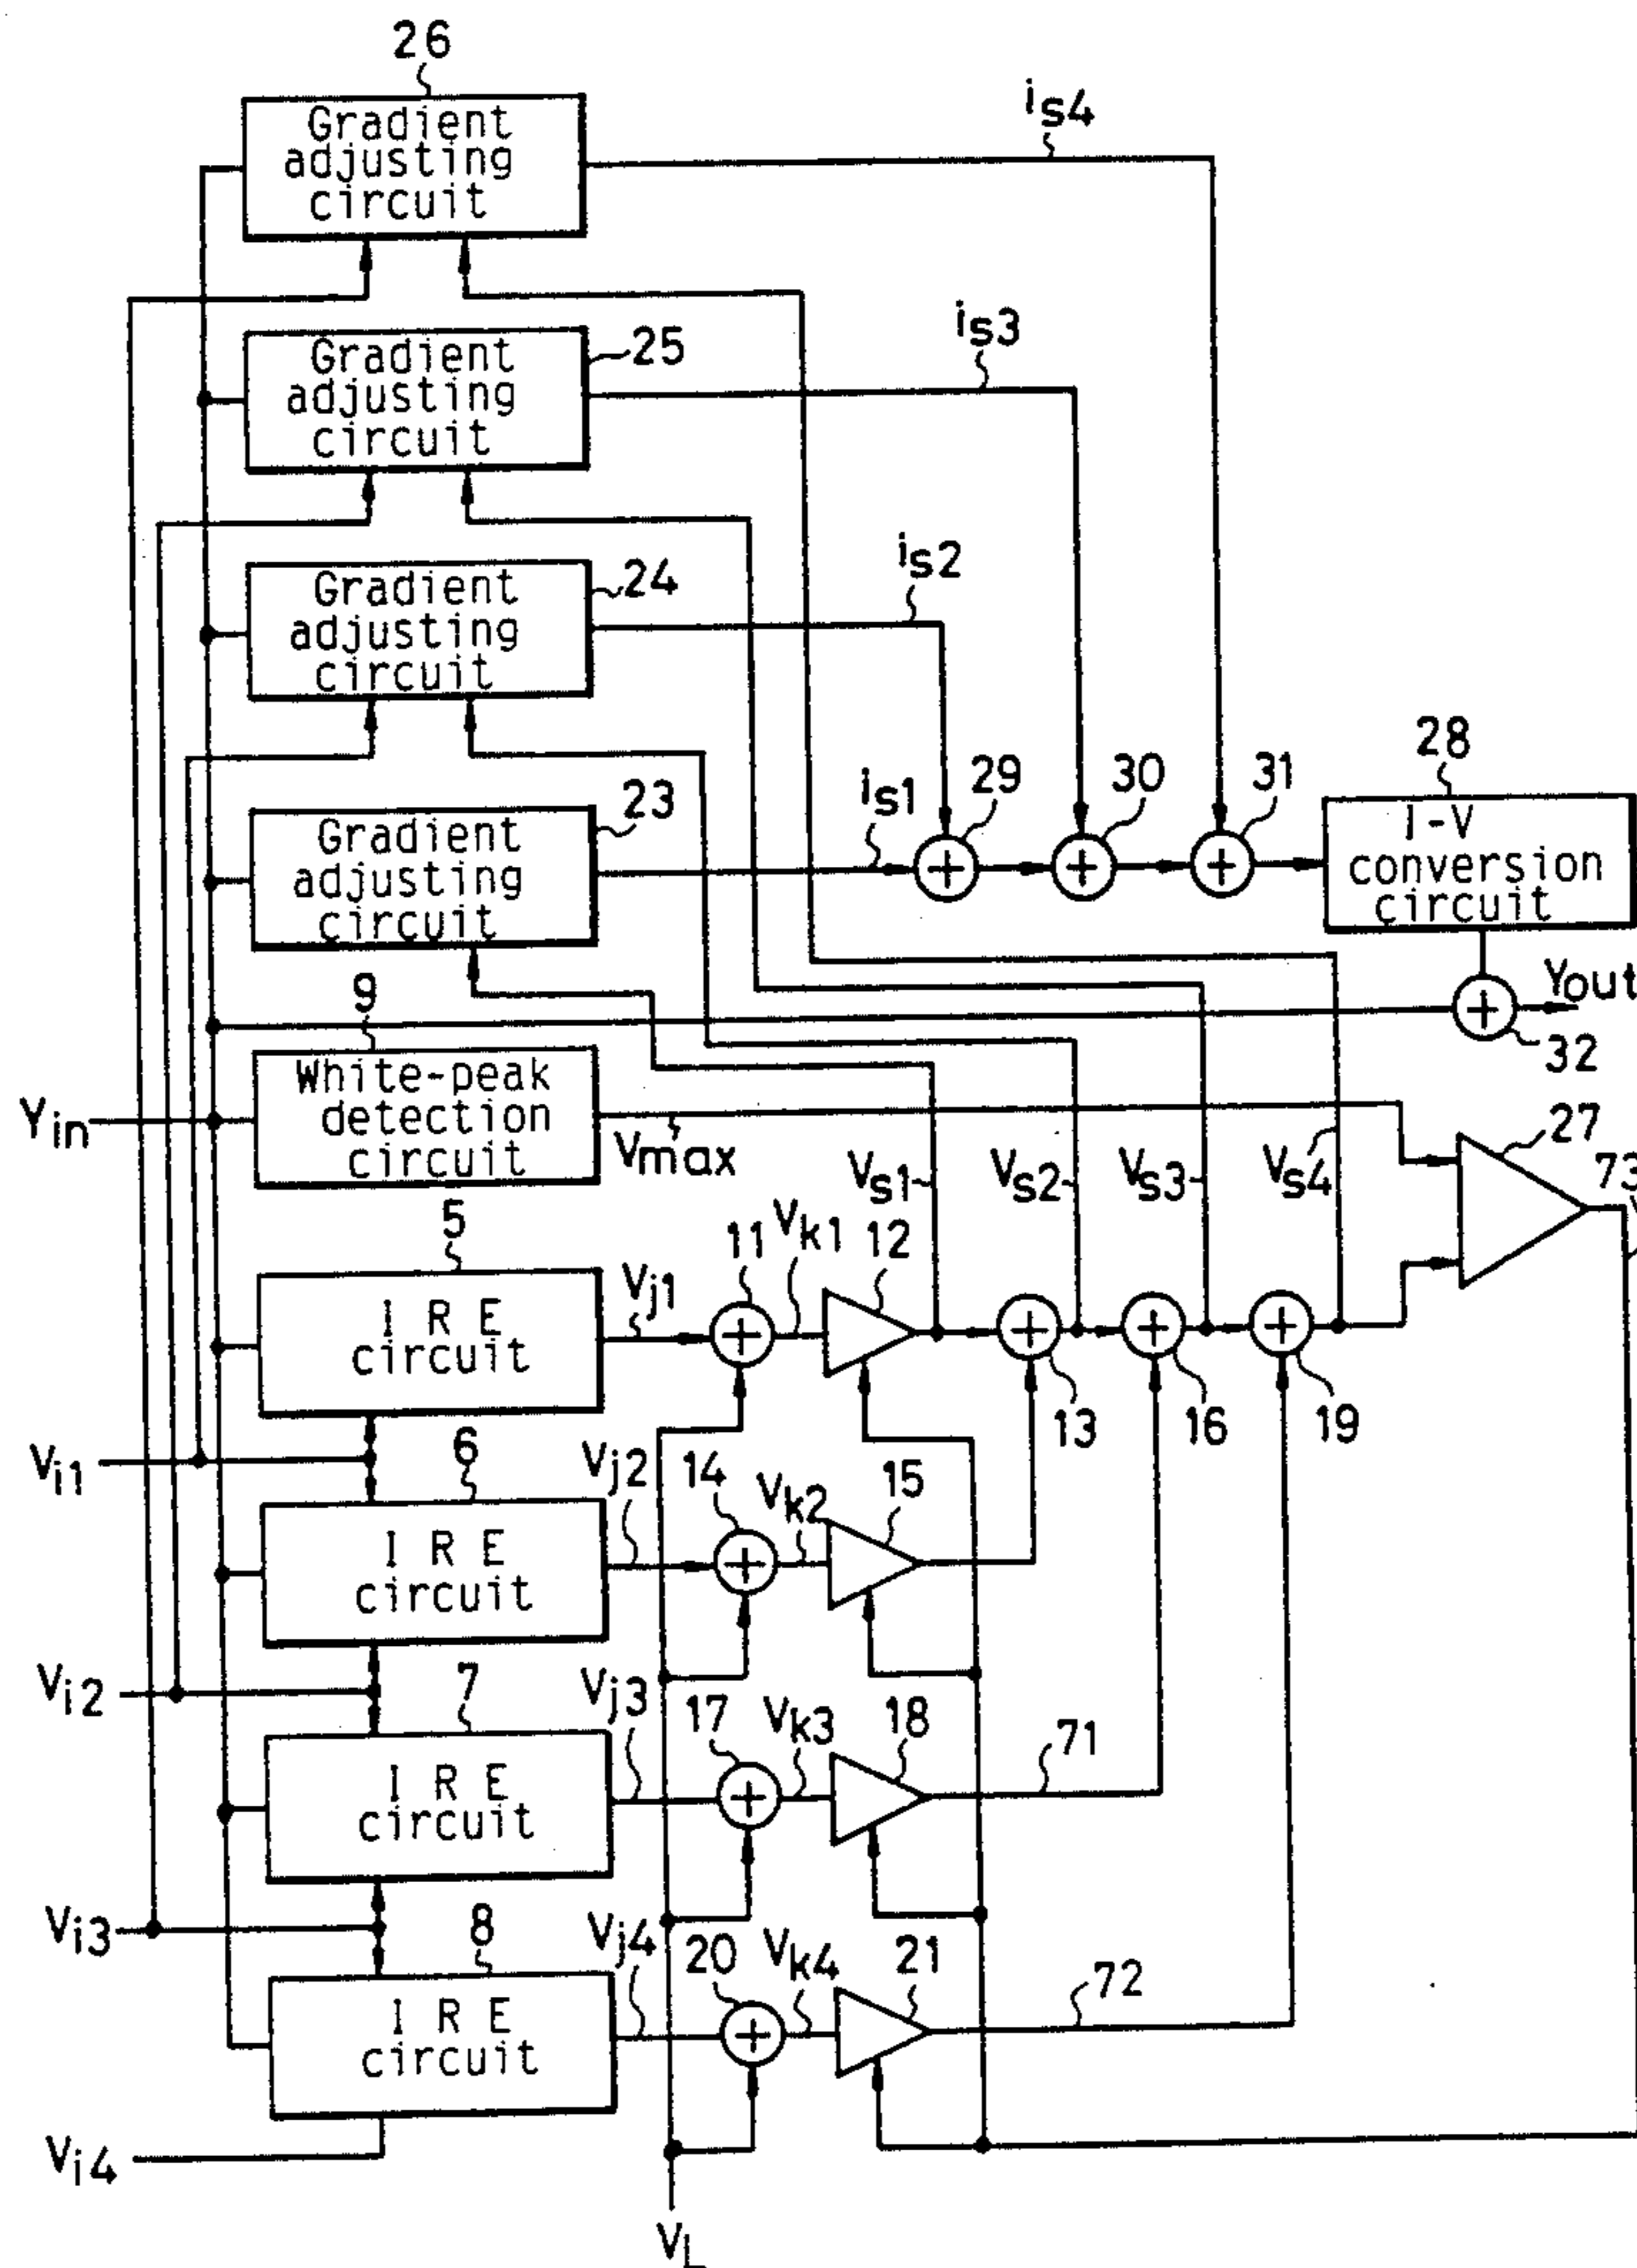 26
Gradient
adjusting
circuit
is4
25
Gradient
adjusting
circuit
is3
24
Gradient
adjusting
circuit
is2
23
Gradient
adjusting
circuit
is1
29
30
31
28
I-V
conversion
circuit
Yout
32
9
White-peak
detection
circuit
Yin
Vmax
Vs1
Vs2
Vs3
Vs4
27
73
5
I R E
circuit
Vj1
11
Vk1
12
13
16
19
Vi1
6
I R E
circuit
Vj2
14
Vk2
15
Vi2
7
I R E
circuit
Vj3
17
Vk3
18
71
Vi3
8
I R E
circuit
Vj4
20
Vk4
21
72
Vi4
VL